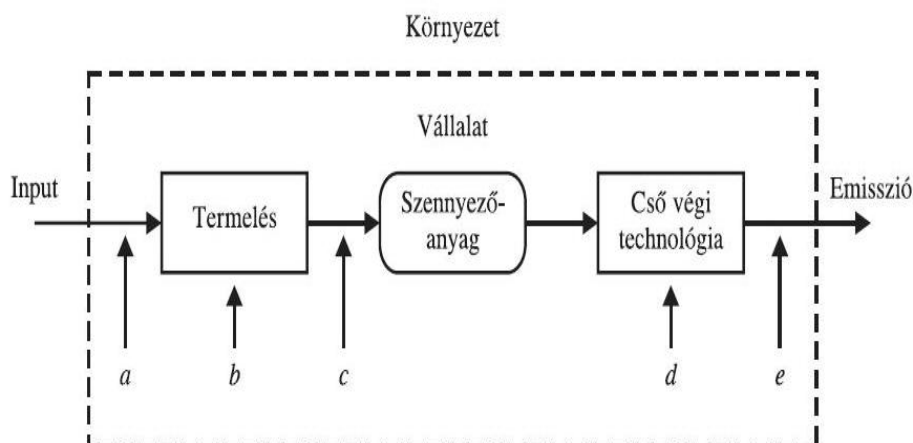 Környezet
Vállalat
Input
Termelés
Szennyező-
anyag
Cső végi
technológia
Emisszió
a
b
c
d
e